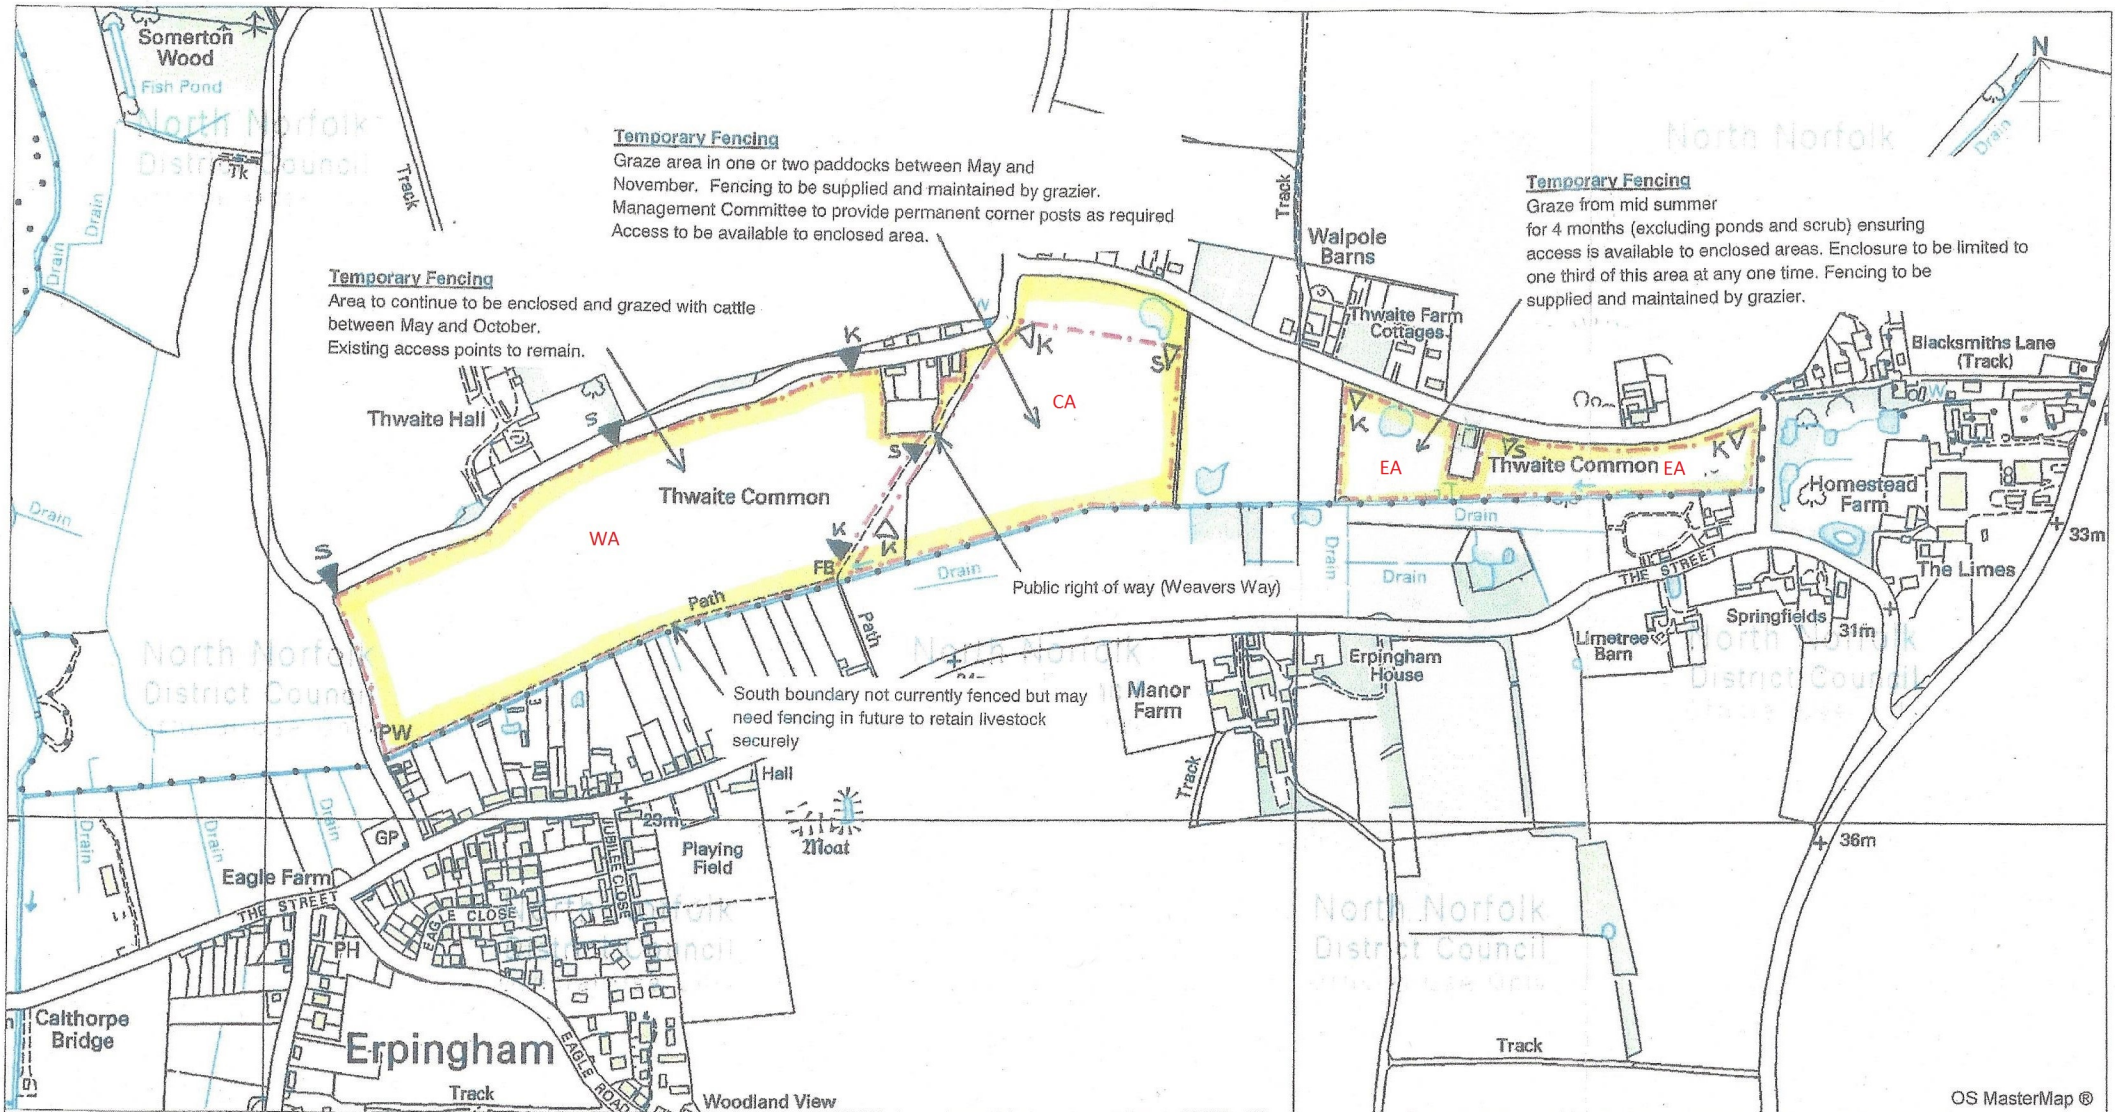 Somerton
Wood
Fish Pond
North Norfolk
District Council
Tk
Track
Drain
Drain
Temporary Fencing
Graze area in one or two paddocks between May and
November. Fencing to be supplied and maintained by grazier.
Management Committee to provide permanent corner posts as required
Access to be available to enclosed area.
Track
North Norfolk
N
Drain
Temporary Fencing
Graze from mid summer
for 4 months (excluding ponds and scrub) ensuring
access is available to enclosed areas. Enclosure to be limited to
one third of this area at any one time. Fencing to be
supplied and maintained by grazier.
Walpole
Barns
Temporary Fencing
Area to continue to be enclosed and grazed with cattle
between May and October.
Existing access points to remain.
Thwaite Farm
Cottages
Blacksmiths Lane
(Track)
W
K
K
S
CA
Thwaite Hall
S
S
K
EA
S
Thwaite Common
EA
K
W
Homestead
Farm
Thwaite Common
WA
K
K
FB
S
Drain
Drain
Drain
Drain
Drain
Public right of way (Weavers Way)
THE STREET
33m
The Limes
Springfields
31m
Limetree
Barn
Path
Path
North Norfolk
District Council
North Norfolk
North Norfolk
District Council
Erpingham
House
Manor
Farm
South boundary not currently fenced but may
need fencing in future to retain livestock
securely
PW
Hall
Track
23m
Moat
GP
Drain
Drain
Drain
JUBILEE CLOSE
Playing
Field
36m
Eagle Farm
THE STREET
EAGLE CLOSE
North Norfolk
District Council
North Norfolk
District Council
PH
Calthorpe
Bridge
Erpingham
EAGLE ROAD
Track
Woodland View
Track
OS MasterMap ®